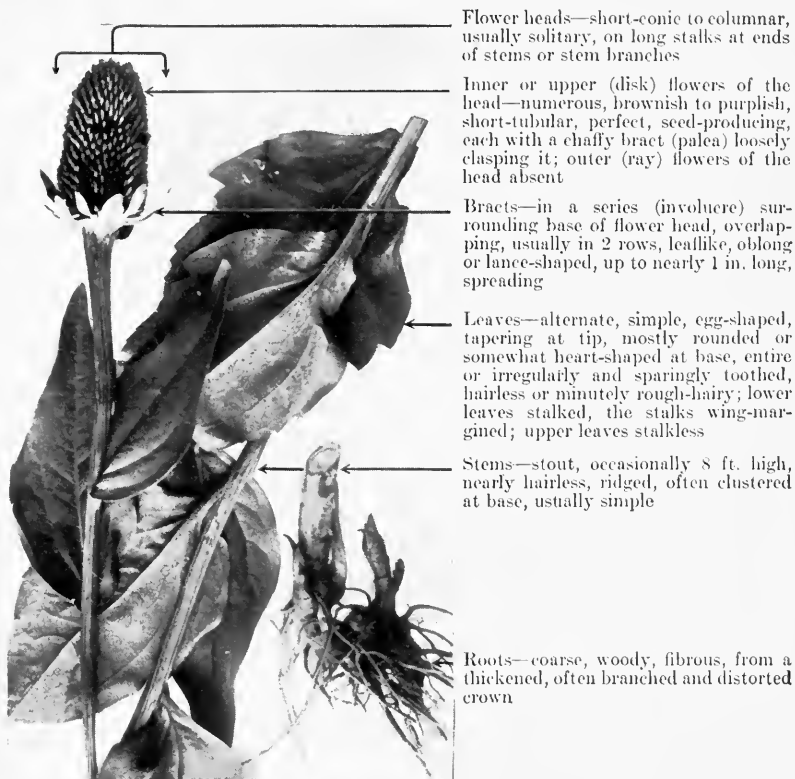 Flower heads—short-conic to columnar,
usually solitary, on long stalks at ends
of stems or stem branches
Inner or upper (disk) flowers of the
head—numerous, brownish to purplish,
short-tubular, perfect, seed-producing,
each with a chaffy bract (palea) loosely
clasping it; outer (ray) flowers of the
head absent
Bracts—in a series (involucre) sur-
rounding base of flower head, overlap-
ping, usually in 2 rows, leaflike, oblong
or lance-shaped, up to nearly 1 in. long,
spreading
Leaves—alternate, simple, egg-shaped,
tapering at tip, mostly rounded or
somewhat heart-shaped at base, entire
or irregularly and sparingly toothed,
hairless or minutely rough-hairy; lower
leaves stalked, the stalks wing-mar-
gined; upper leaves stalkless
Stems—stout, occasionally 8 ft. high,
nearly hairless, ridged, often clustered
at base, usually simple
Roots—coarse, woody, fibrous, from a
thickened, often branched and distorted
crown